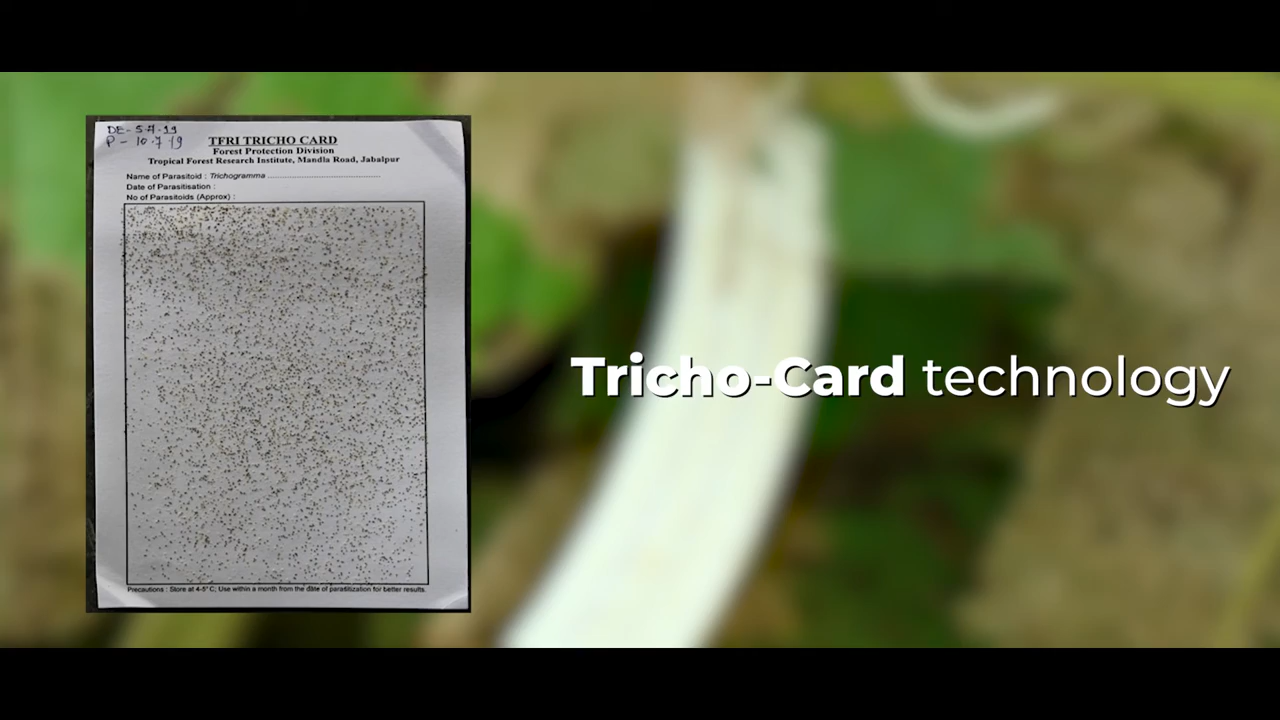 DE - 5.7.19
P - 10.7.19
TFRI TRICHO CARD
Forest Protection Division
Tropical Forest Research Institute, Mandla Road, Jabalpur
Name of Parasitoid : Trichogramma ................................................
Date of Parasitisation :
No of Parasitoids (Approx) :
Precautions : Store at 4-5° C; Use within a month from the date of parasitization for better results.
Tricho-Card technology